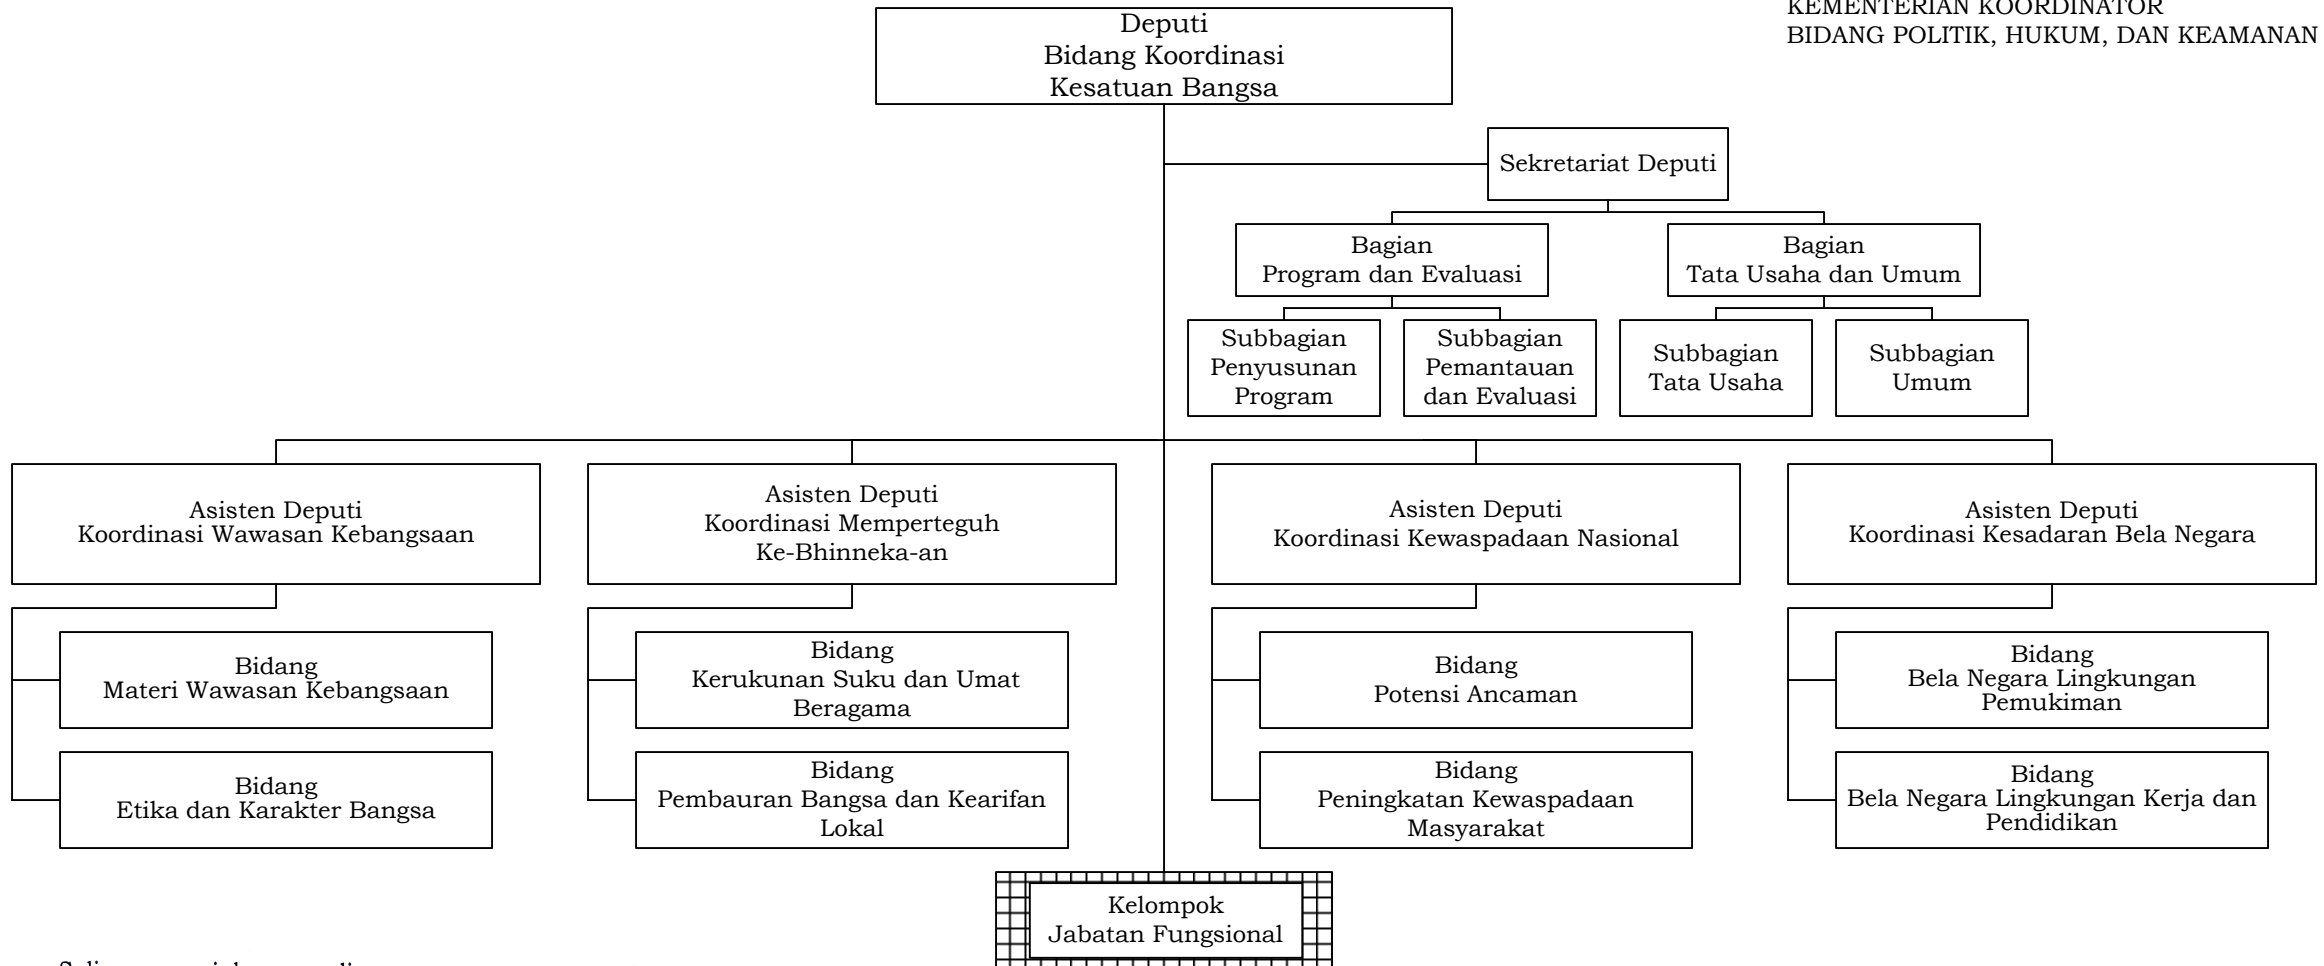 KEMENTERIAN KOORDINATOR
BIDANG POLITIK, HUKUM, DAN KEAMANAN
Deputi
Bidang Koordinasi
Kesatuan Bangsa
Sekretariat Deputi
Bagian
Program dan Evaluasi
Bagian
Tata Usaha dan Umum
Subbagian
Penyusunan
Program
Subbagian
Pemantauan
dan Evaluasi
Subbagian
Tata Usaha
Subbagian
Umum
Asisten Deputi
Koordinasi Wawasan Kebangsaan
Asisten Deputi
Koordinasi Memperteguh
Ke-Bhinneka-an
Asisten Deputi
Koordinasi Kewaspadaan Nasional
Asisten Deputi
Koordinasi Kesadaran Bela Negara
Bidang
Materi Wawasan Kebangsaan
Bidang
Kerukunan Suku dan Umat
Beragama
Bidang
Potensi Ancaman
Bidang
Bela Negara Lingkungan
Pemukiman
Bidang
Etika dan Karakter Bangsa
Bidang
Pembauran Bangsa dan Kearifan
Lokal
Bidang
Peningkatan Kewaspadaan
Masyarakat
Bidang
Bela Negara Lingkungan Kerja dan
Pendidikan
Kelompok
Jabatan Fungsional